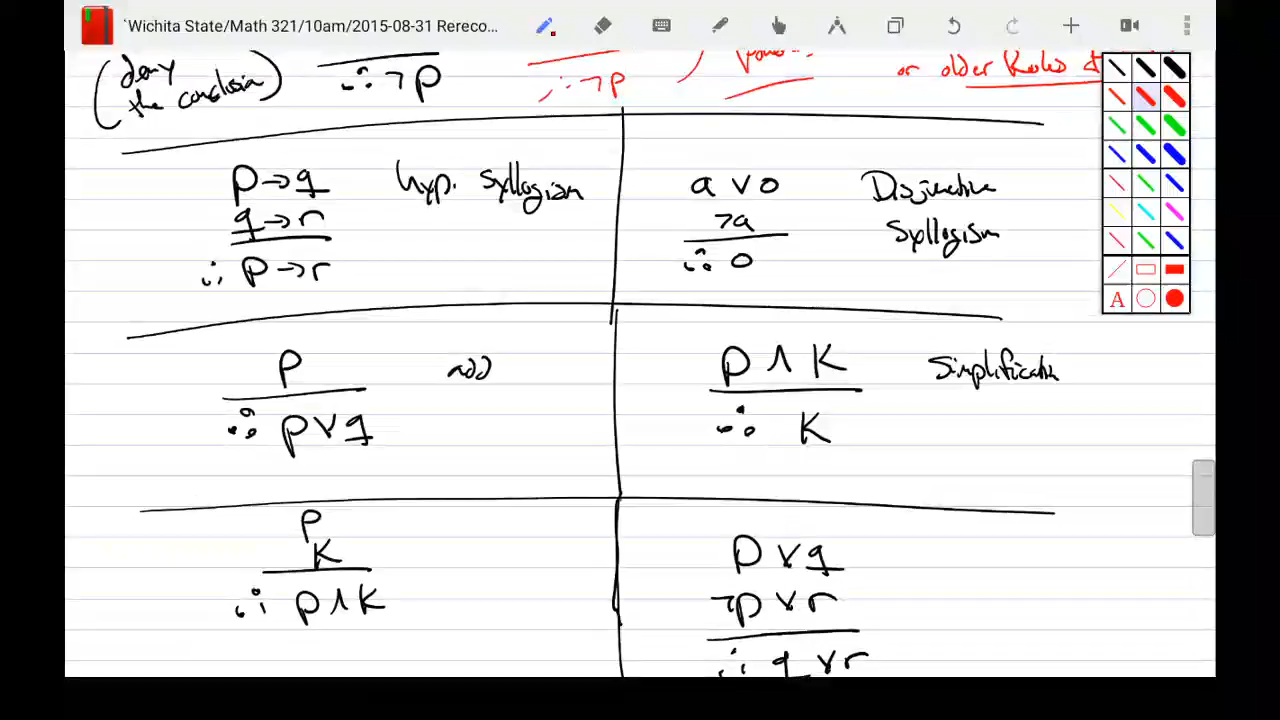 `Wichita State/Math 321/10am/2015-08-31 Rereco...
(deny
the conclusion)
∴ ¬p
∴ ¬p
or older Rules
p → q
q → r
∴ p → r
hyp. Syllogism
a ∨ o
¬a
∴ o
Disjunctive
Syllogism
p
∴ p ∨ q
add
p ∧ K
∴ K
Simplification
p
K
∴ p ∧ K
p ∨ q
¬p ∨ r
∴ q ∨ r
A